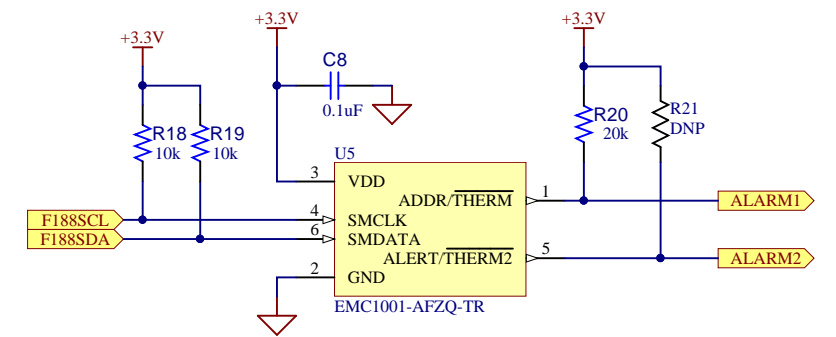 +3.3V
+3.3V
+3.3V
C8
0.1uF
R18
10k
R19
10k
R20
20k
R21
DNP
U5
3 VDD
ADDR/THERM 1
ALARM1
F188SCL
4 SMCLK
F188SDA
6 SMDATA
ALERT/THERM2 5
ALARM2
2 GND
EMC1001-AFZQ-TR